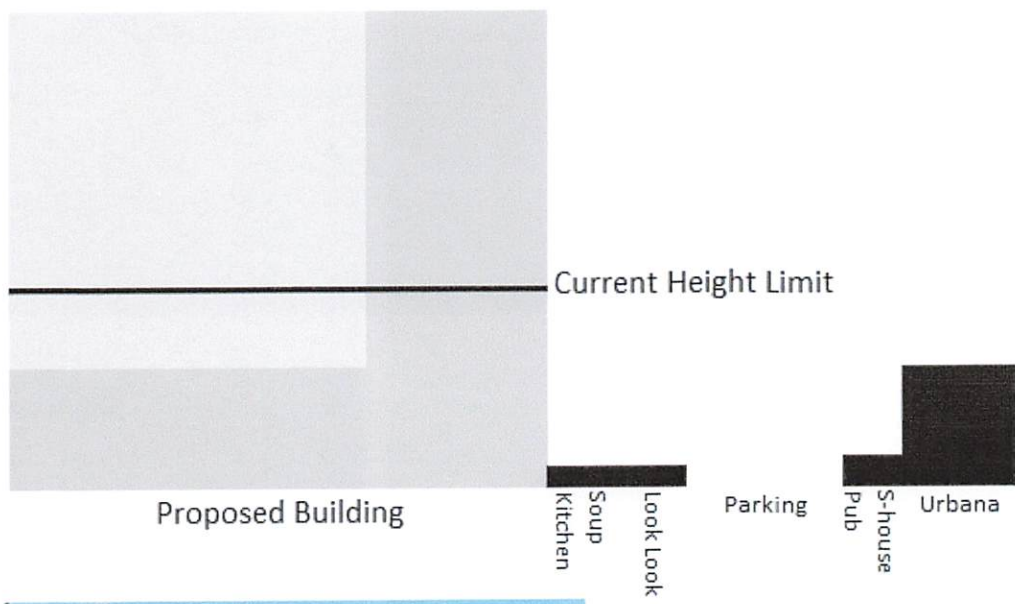 Current Height Limit
Proposed Building
Kitchen
Soup
Look Look
Parking
Pub
S-house
Urbana